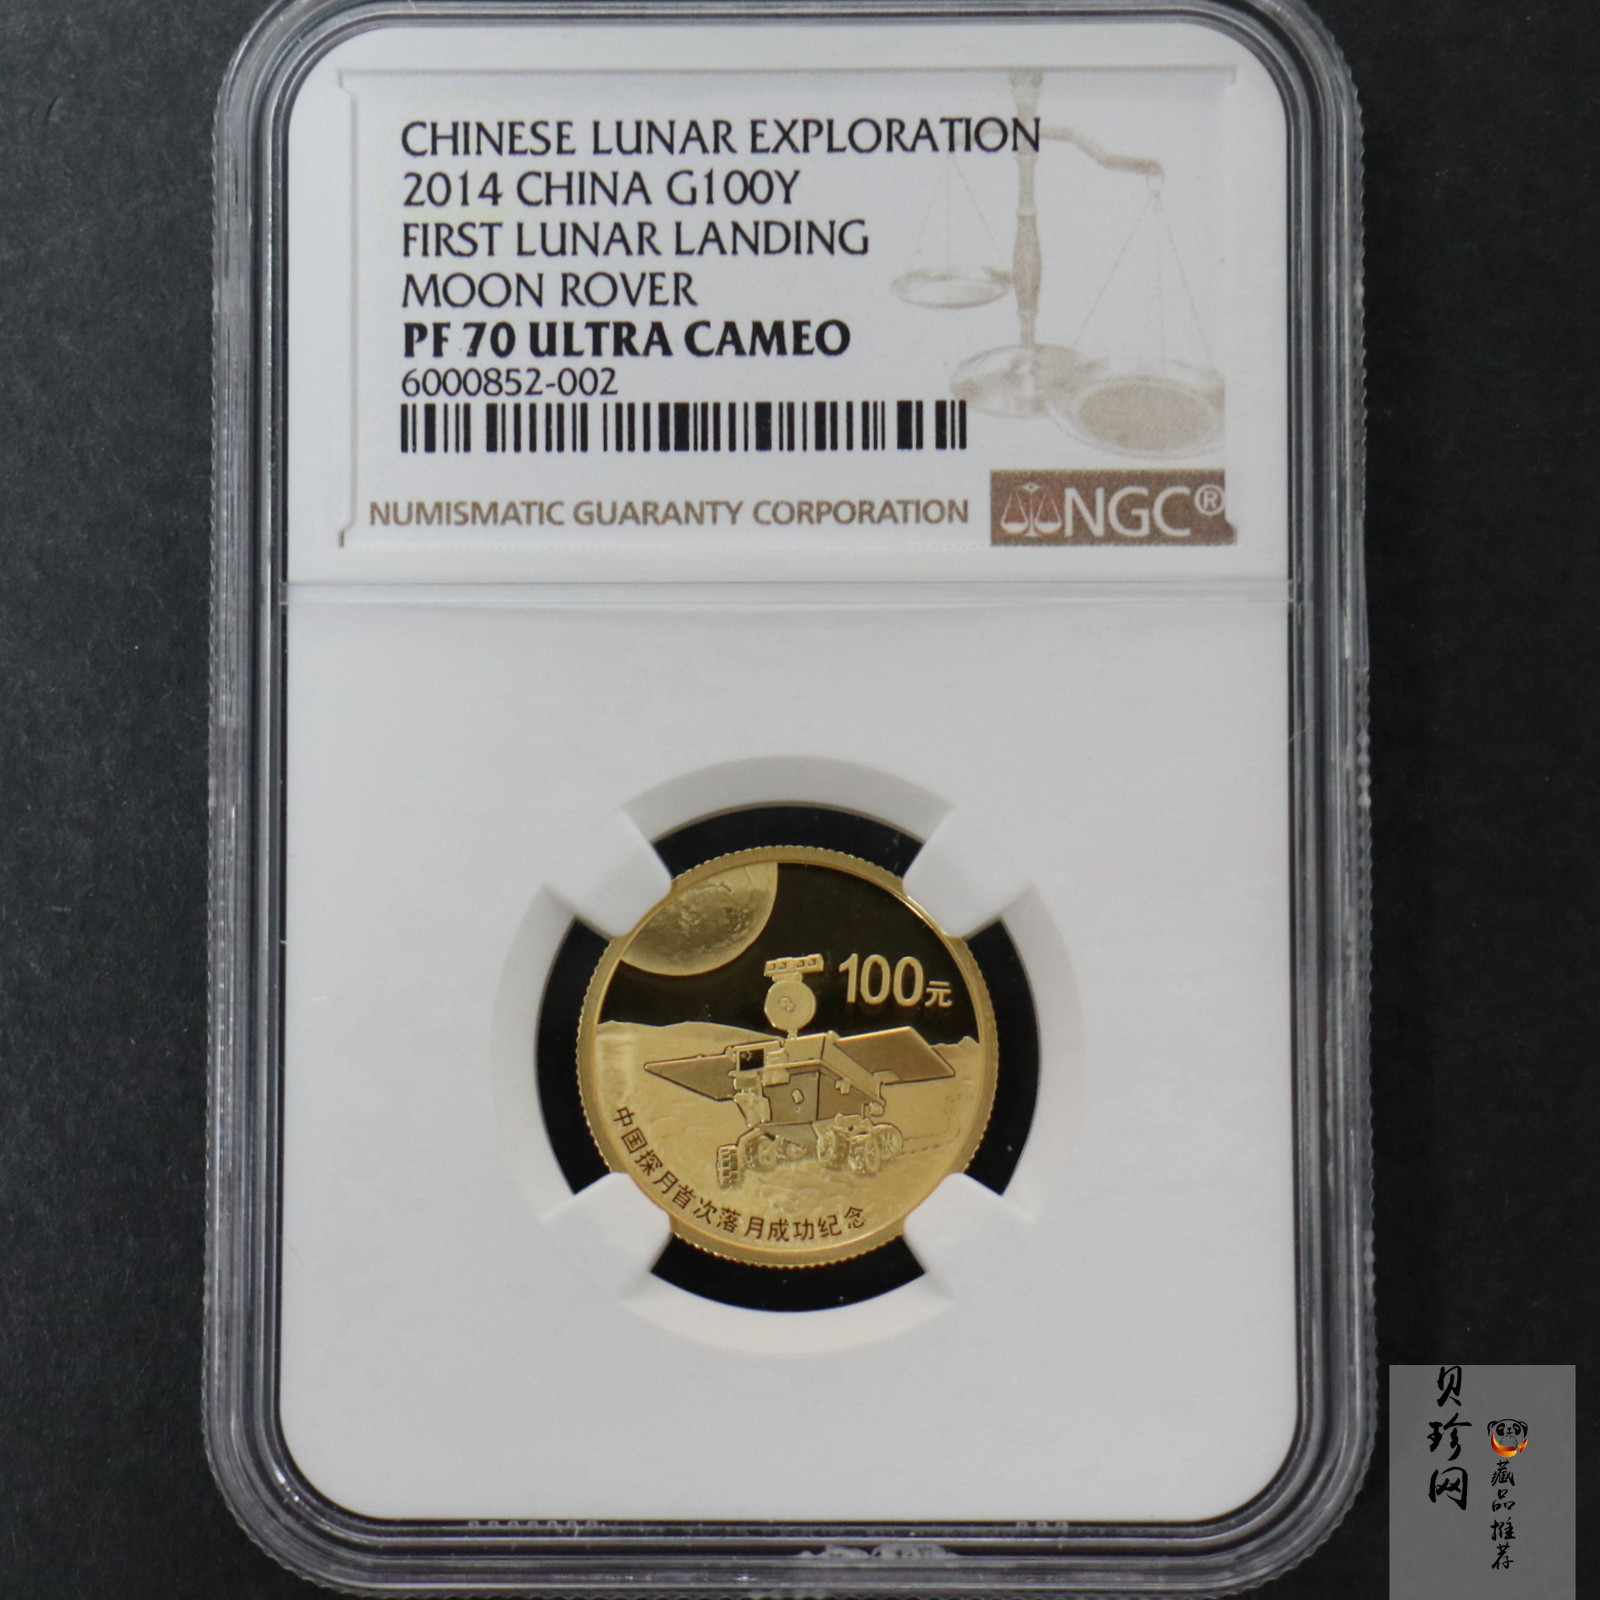 CHINESE LUNAR EXPLORATION
2014 CHINA G100Y
FIRST LUNAR LANDING
MOON ROVER
PF 70 ULTRA CAMEO
6000852-002
NUMISMATIC GUARANTY CORPORATION
NGC®
100元
中国探月首次落月成功纪念
贝珍网
藏品推荐